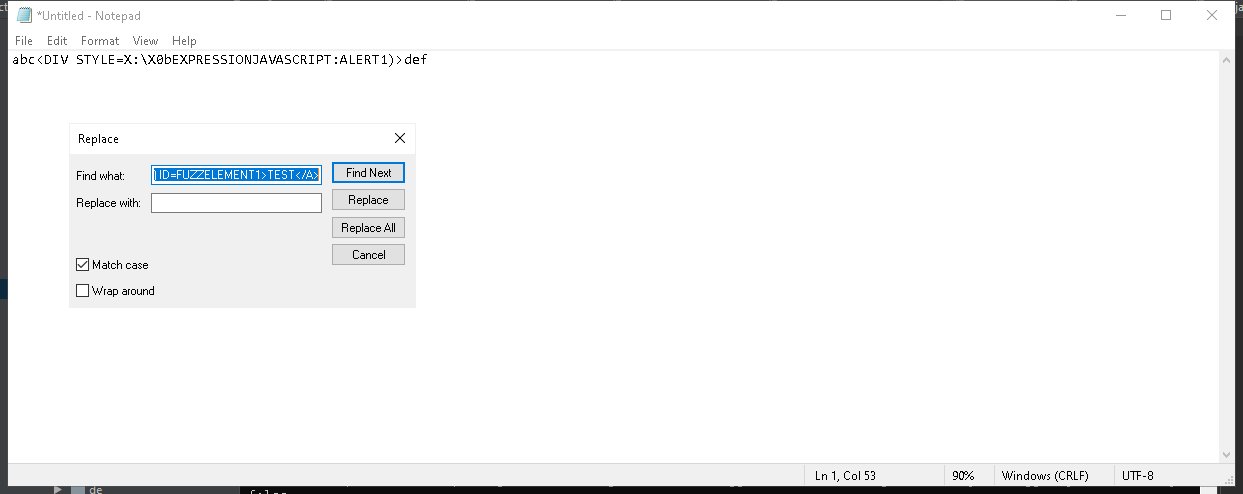 *Untitled - Notepad
File Edit Format View Help
abc<DIV STYLE=X:\X0bEXPRESSIONJAVASCRIPT:ALERT1)>def
Replace
Find what: ID=FUZZELEMENT1>TEST</A> Find Next
Replace with: Replace
Replace All
Cancel
Match case
Wrap around
Ln 1, Col 53 90% Windows (CRLF) UTF-8
de